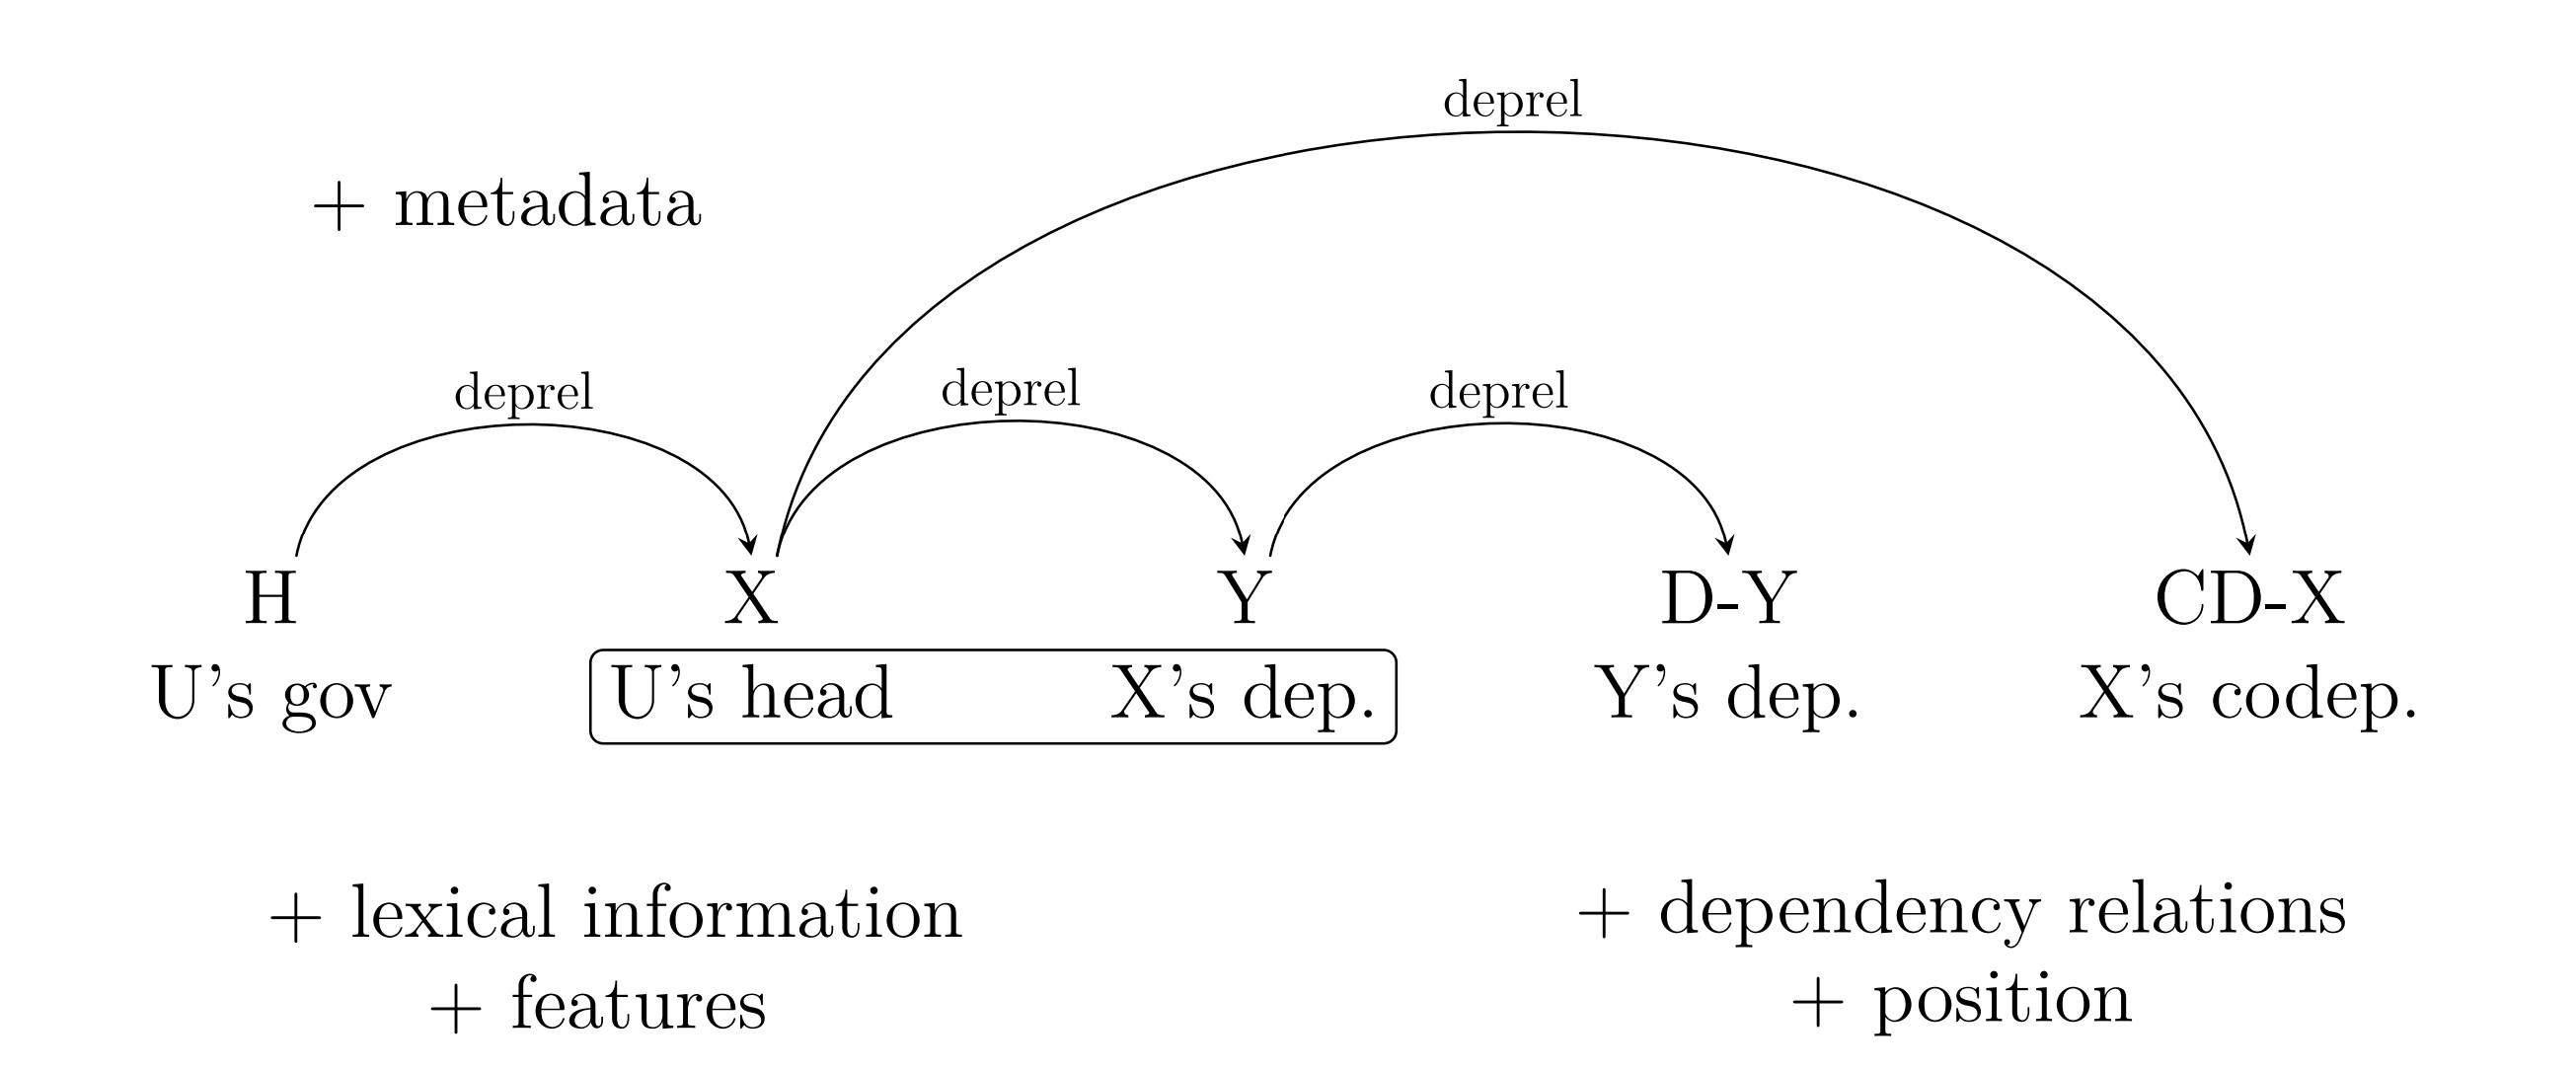 deprel
+ metadata
deprel deprel deprel
H X Y D-Y CD-X
U's gov U's head X's dep. Y's dep. X's codep.
+ lexical information + dependency relations
+ features + position